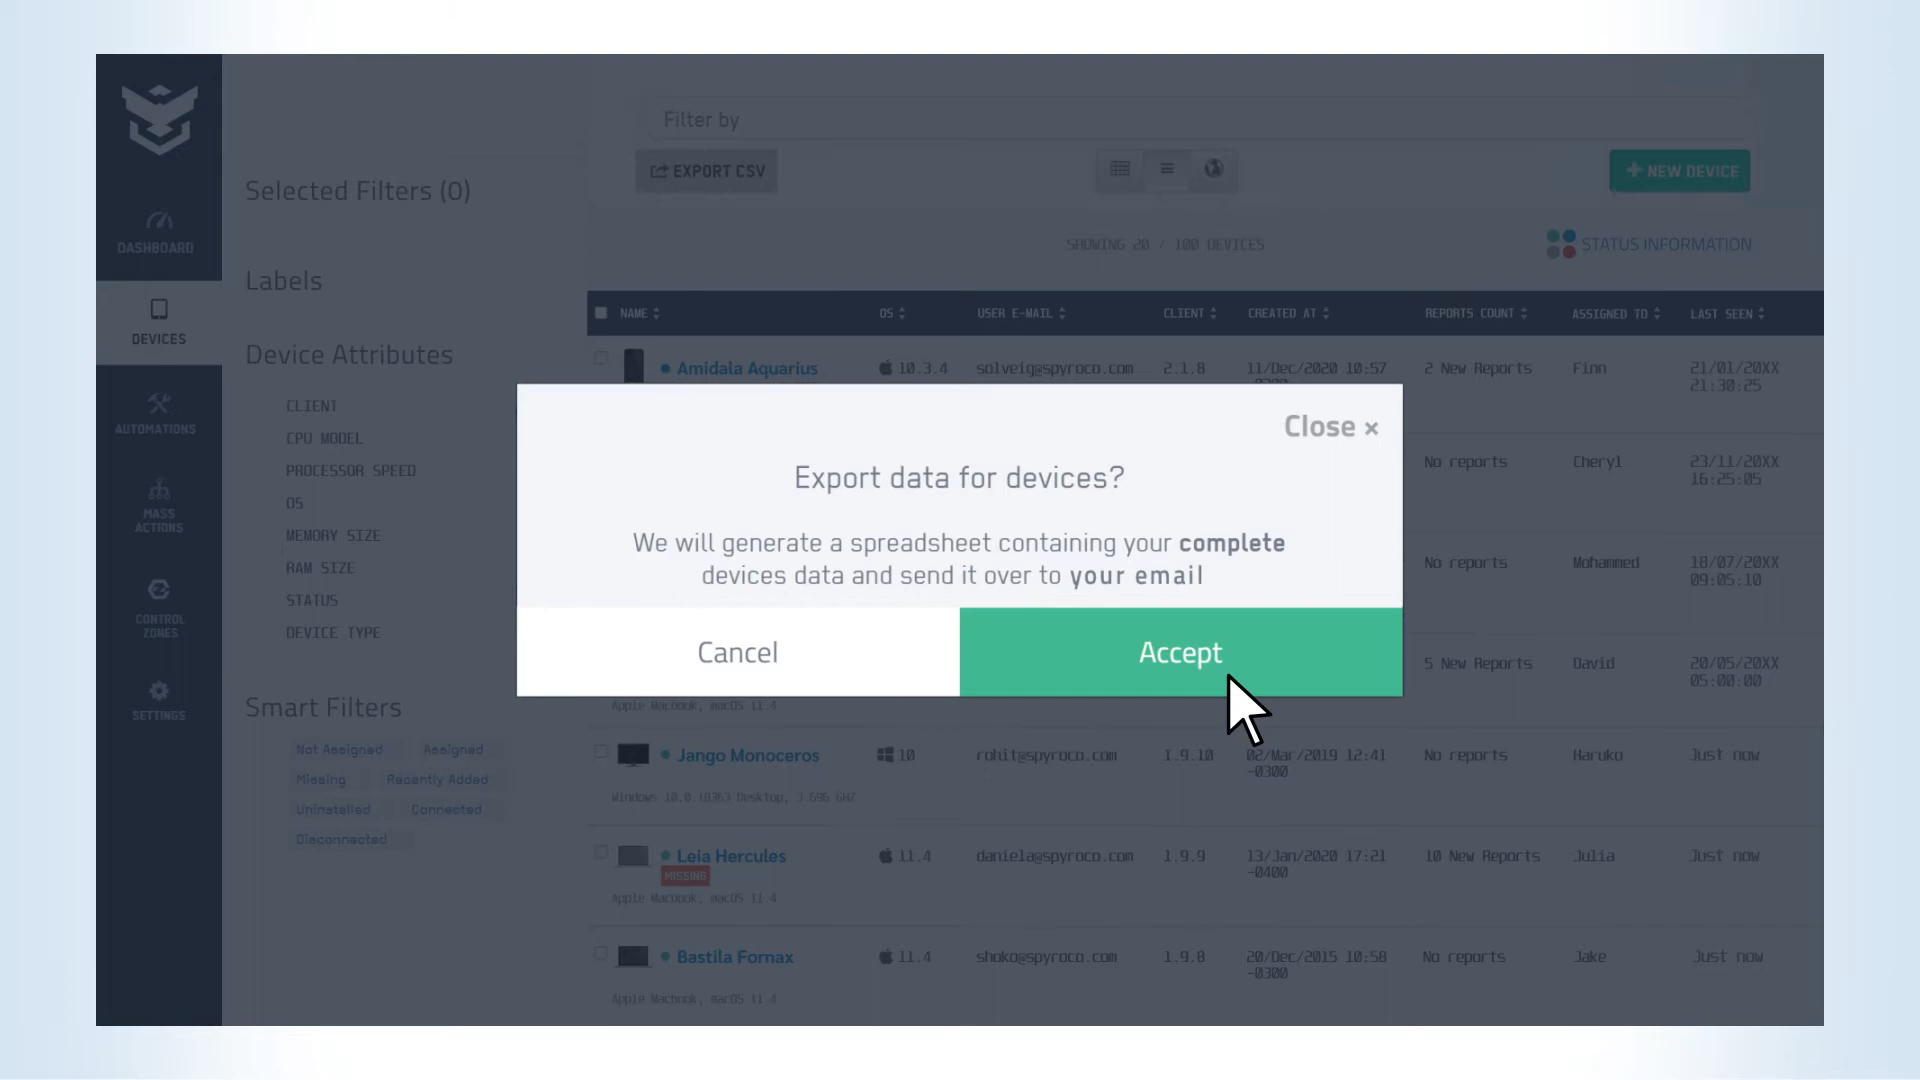 Filter by
EXPORT CSV
+ NEW DEVICE
Selected Filters (0)
SHOWING 20 / 100 DEVICES
STATUS INFORMATION
DASHBOARD
Labels
NAME OS USER E-MAIL CLIENT CREATED AT REPORTS COUNT ASSIGNED TO LAST SEEN
DEVICES
Device Attributes
Amidala Aquarius 10.3.4 solveig@spyroco.com 2.1.8 11/Dec/2020 10:57 2 New Reports Finn 21/01/20XX
21:30:25
CLIENT
CPU MODEL
PROCESSOR SPEED
OS
MEMORY SIZE
RAM SIZE
STATUS
DEVICE TYPE
AUTOMATIONS
MASS
ACTIONS
CONTROL
ZONES
SETTINGS
Close ×
Export data for devices?
We will generate a spreadsheet containing your complete
devices data and send it over to your email
Cancel
Accept
No reports Cheryl 23/11/20XX
16:25:05
No reports Mohammed 18/07/20XX
09:05:10
5 New Reports David 20/05/20XX
05:00:00
Smart Filters
Not Assigned Assigned
Missing Recently Added
Uninstalled Connected
Disconnected
Apple Macbook, macOS 11.4
Jango Monoceros 10 rohit@spyroco.com 1.9.10 02/Mar/2019 12:41 No reports Haruko Just now
-0300
Windows 10.0.18363 Desktop, 3.696 GHZ
Leia Hercules 11.4 daniela@spyroco.com 1.9.9 13/Jan/2020 17:21 10 New Reports Julia Just now
-0400
MISSING
Apple Macbook, macOS 11.4
Bastila Fornax 11.4 shoko@spyroco.com 1.9.8 20/Dec/2015 10:58 No reports Jake Just now
-0300
Apple Macbook, macOS 11.4